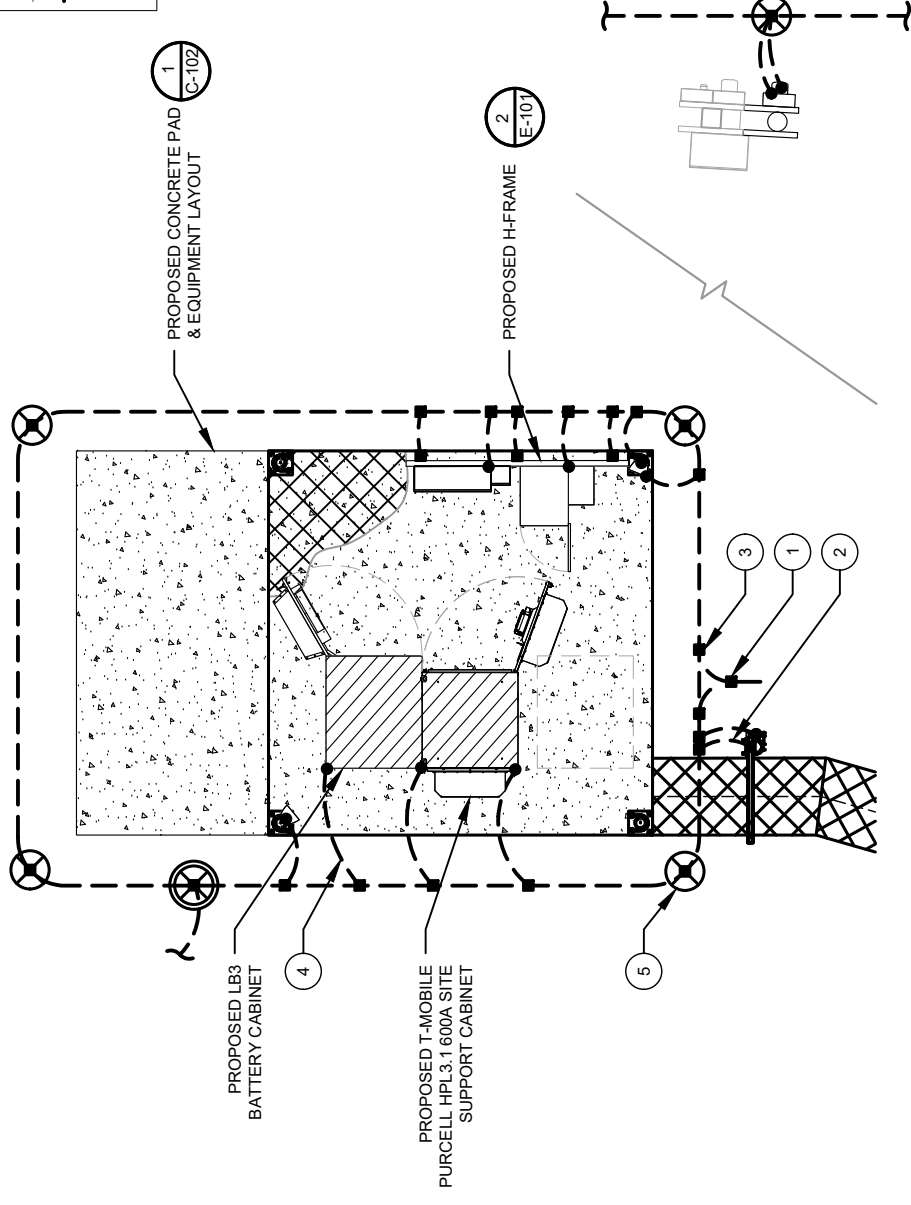 1
C-102
PROPOSED CONCRETE PAD
& EQUIPMENT LAYOUT
2
E-101
PROPOSED H-FRAME
3
1
2
PROPOSED LB3
BATTERY CABINET
4
PROPOSED T-MOBILE
PURCELL HPL3.1 600A SITE
SUPPORT CABINET
5